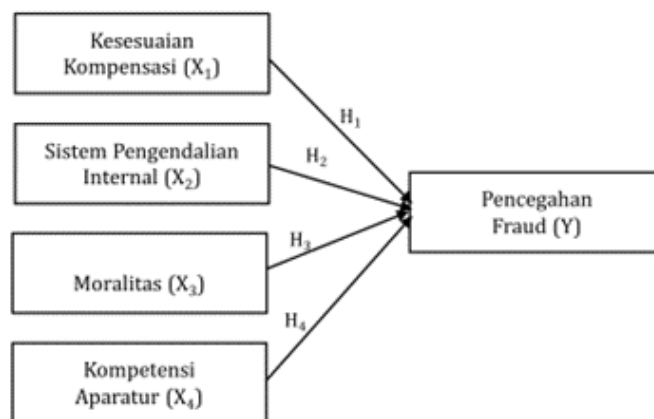 Kesesuaian
Kompensasi (X₁)
H₁
Sistem Pengendalian
Internal (X₂)
H₂
Pencegahan
Fraud (Y)
H₃
Moralitas (X₃)
H₄
Kompetensi
Aparatur (X₄)